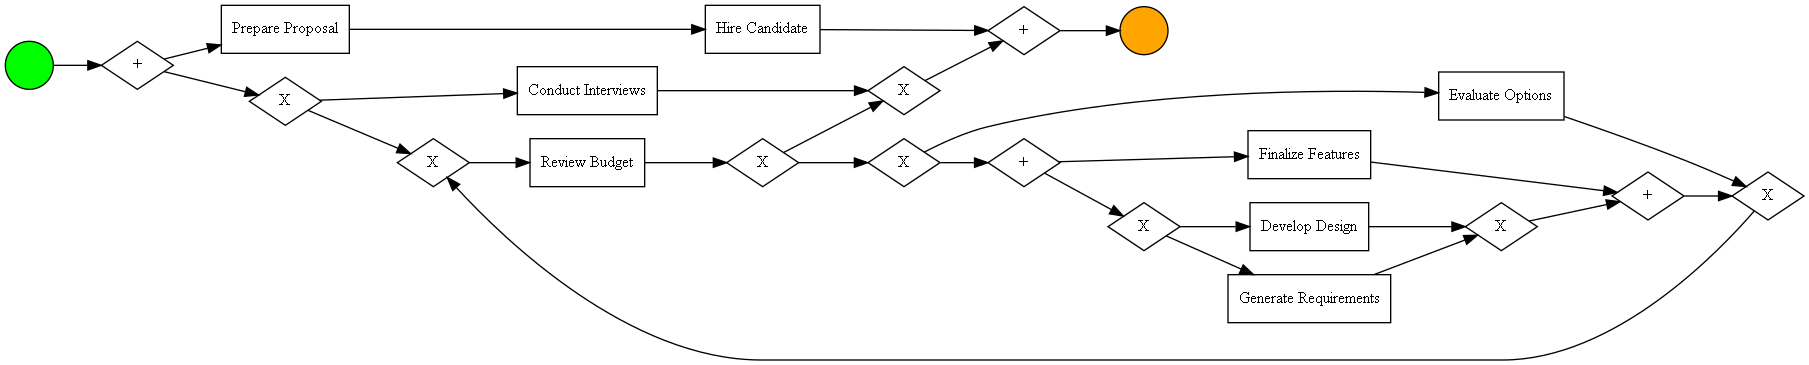 +
Prepare Proposal
Hire Candidate
+
X
Conduct Interviews
X
X
Review Budget
X
X
+
Evaluate Options
Finalize Features
X
Develop Design
Generate Requirements
X
+
X